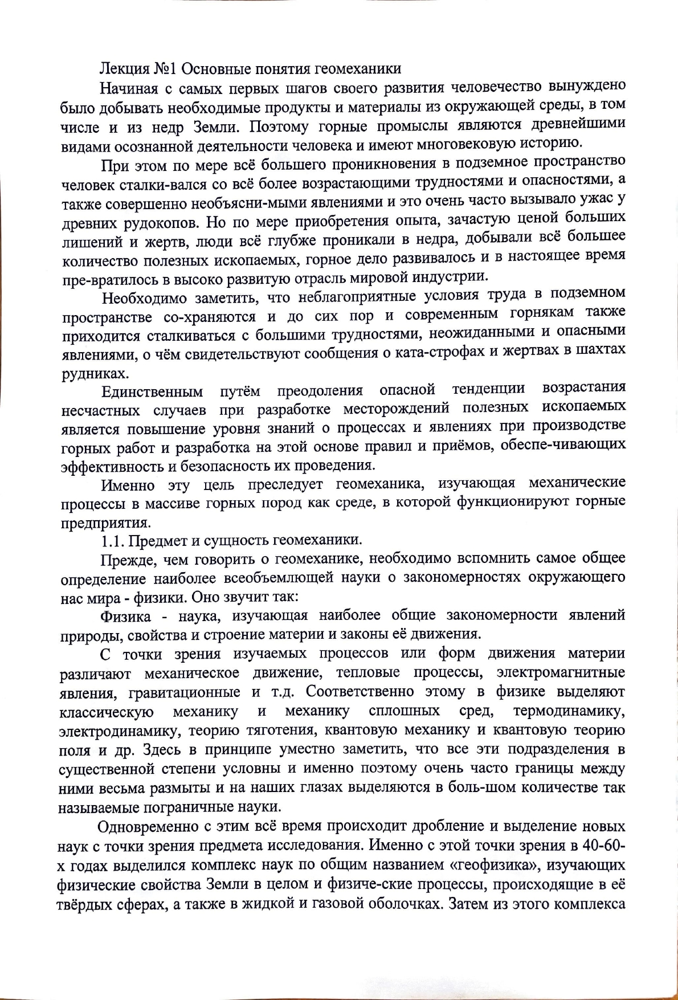 Лекция №1 Основные понятия геомеханики
Начиная с самых первых шагов своего развития человечество вынуждено
было добывать необходимые продукты и материалы из окружающей среды, в том
числе и из недр Земли. Поэтому горные промыслы являются древнейшими
видами осознанной деятельности человека и имеют многовековую историю.
При этом по мере всё большего проникновения в подземное пространство
человек сталки-вался со всё более возрастающими трудностями и опасностями, а
также совершенно необъясни-мыми явлениями и это очень часто вызывало ужас у
древних рудокопов. Но по мере приобретения опыта, зачастую ценой больших
лишений и жертв, люди всё глубже проникали в недра, добывали всё большее
количество полезных ископаемых, горное дело развивалось и в настоящее время
пре-вратилось в высоко развитую отрасль мировой индустрии.
Необходимо заметить, что неблагоприятные условия труда в подземном
пространстве со-храняются и до сих пор и современным горнякам также
приходится сталкиваться с большими трудностями, неожиданными и опасными
явлениями, о чём свидетельствуют сообщения о ката-строфах и жертвах в шахтах
рудниках.
Единственным путём преодоления опасной тенденции возрастания
несчастных случаев при разработке месторождений полезных ископаемых
является повышение уровня знаний о процессах и явлениях при производстве
горных работ и разработка на этой основе правил и приёмов, обеспе-чивающих
эффективность и безопасность их проведения.
Именно эту цель преследует геомеханика, изучающая механические
процессы в массиве горных пород как среде, в которой функционируют горные
предприятия.
1.1. Предмет и сущность геомеханики.
Прежде, чем говорить о геомеханике, необходимо вспомнить самое общее
определение наиболее всеобъемлющей науки о закономерностях окружающего
нас мира - физики. Оно звучит так:
Физика - наука, изучающая наиболее общие закономерности явлений
природы, свойства и строение материи и законы её движения.
С точки зрения изучаемых процессов или форм движения материи
различают механическое движение, тепловые процессы, электромагнитные
явления, гравитационные и т.д. Соответственно этому в физике выделяют
классическую механику и механику сплошных сред, термодинамику,
электродинамику, теорию тяготения, квантовую механику и квантовую теорию
поля и др. Здесь в принципе уместно заметить, что все эти подразделения в
существенной степени условны и именно поэтому очень часто границы между
ними весьма размыты и на наших глазах выделяются в боль-шом количестве так
называемые пограничные науки.
Одновременно с этим всё время происходит дробление и выделение новых
наук с точки зрения предмета исследования. Именно с этой точки зрения в 40-60-
х годах выделился комплекс наук по общим названием «геофизика», изучающих
физические свойства Земли в целом и физиче-ские процессы, происходящие в её
твёрдых сферах, а также в жидкой и газовой оболочках. Затем из этого комплекса